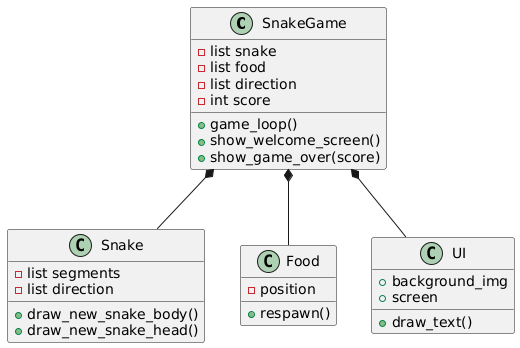 C SnakeGame
list snake
list food
list direction
int score
game_loop()
show_welcome_screen()
show_game_over(score)
C Snake
list segments
list direction
draw_new_snake_body()
draw_new_snake_head()
C Food
position
respawn()
C UI
background_img
screen
draw_text()